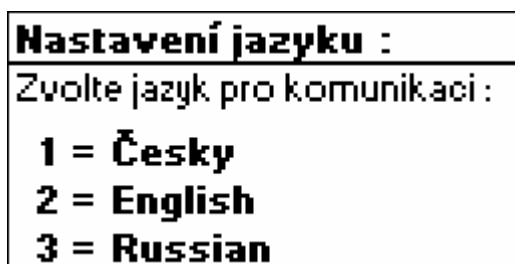 Nastavení jazyku :
Zvolte jazyk pro komunikaci :
1 = Česky
2 = English
3 = Russian